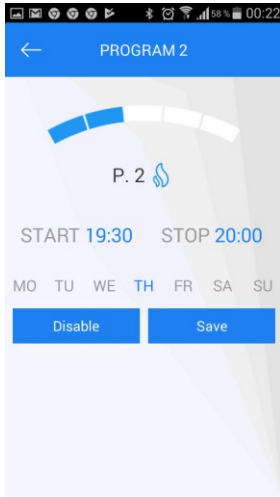 58 % 00:22
PROGRAM 2
P. 2
START 19:30 STOP 20:00
MO TU WE TH FR SA SU
Disable Save